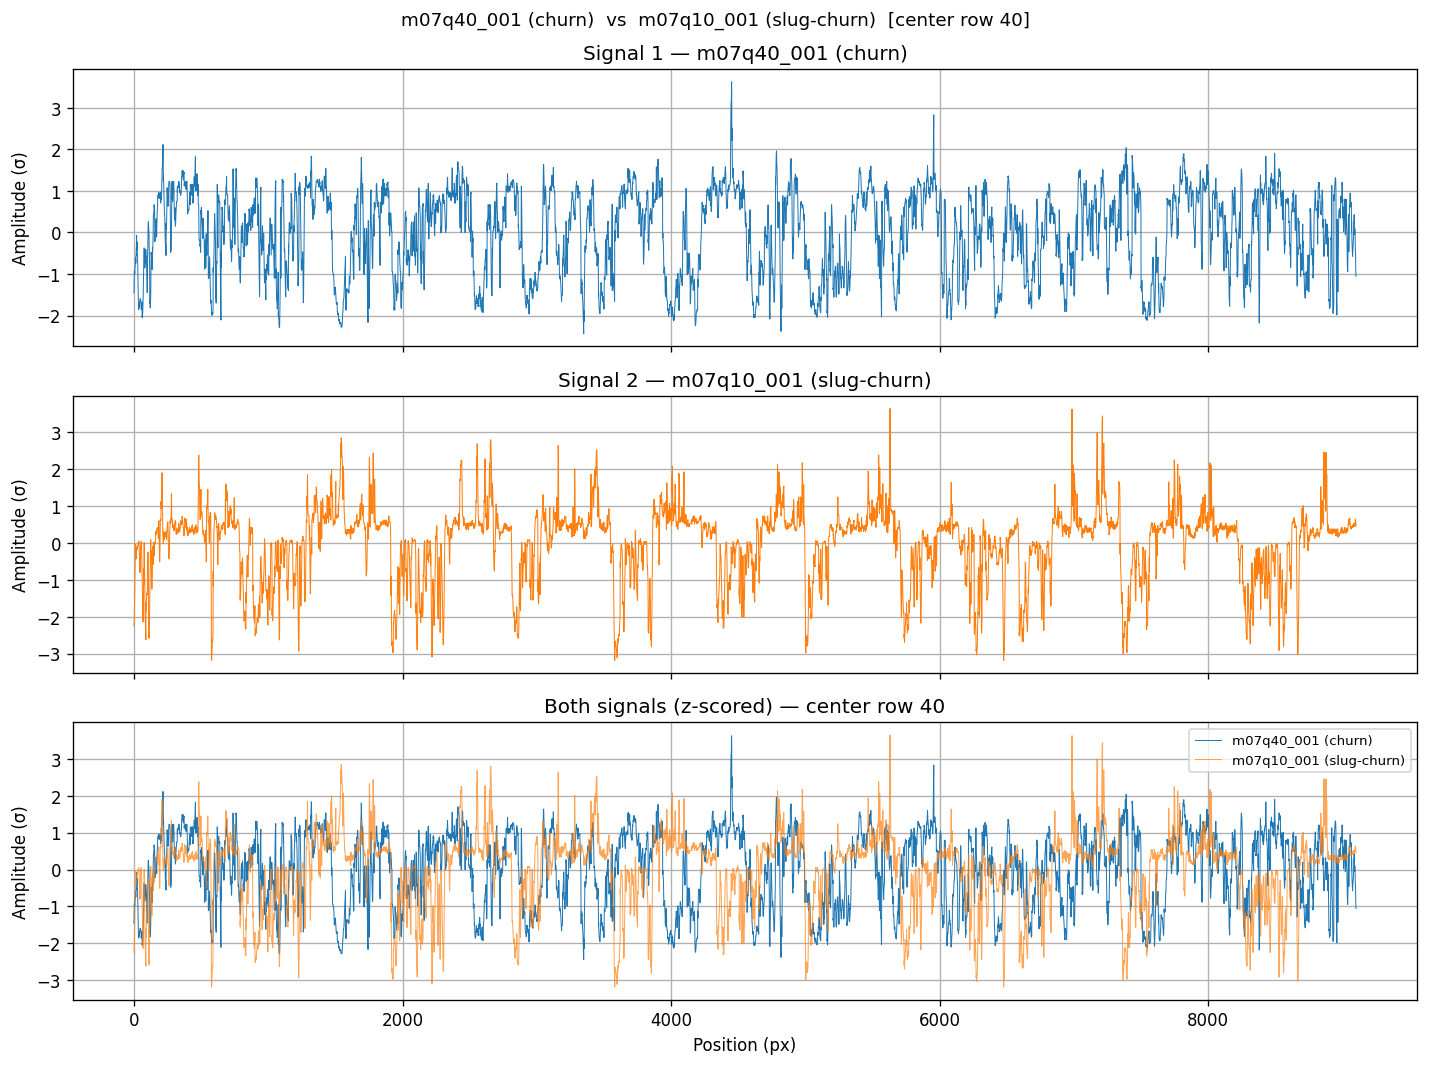 m07q40_001 (churn)  vs  m07q10_001 (slug-churn)  [center row 40]
Signal 1 — m07q40_001 (churn)
Amplitude (σ)
3
2
1
0
−1
−2
Signal 2 — m07q10_001 (slug-churn)
Amplitude (σ)
3
2
1
0
−1
−2
−3
Both signals (z-scored) — center row 40
m07q40_001 (churn)
m07q10_001 (slug-churn)
Amplitude (σ)
3
2
1
0
−1
−2
−3
0 2000 4000 6000 8000
Position (px)